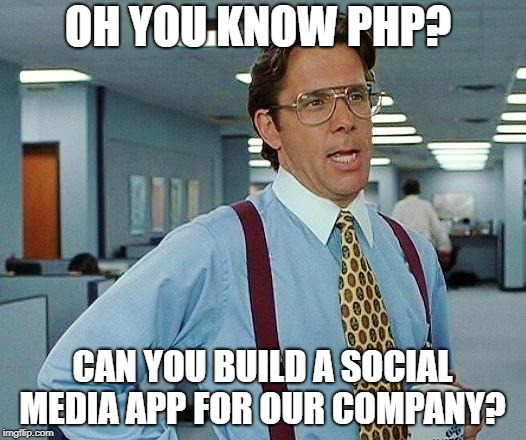 OH YOU KNOW PHP?
CAN YOU BUILD A SOCIAL
MEDIA APP FOR OUR COMPANY?
imgflip.com